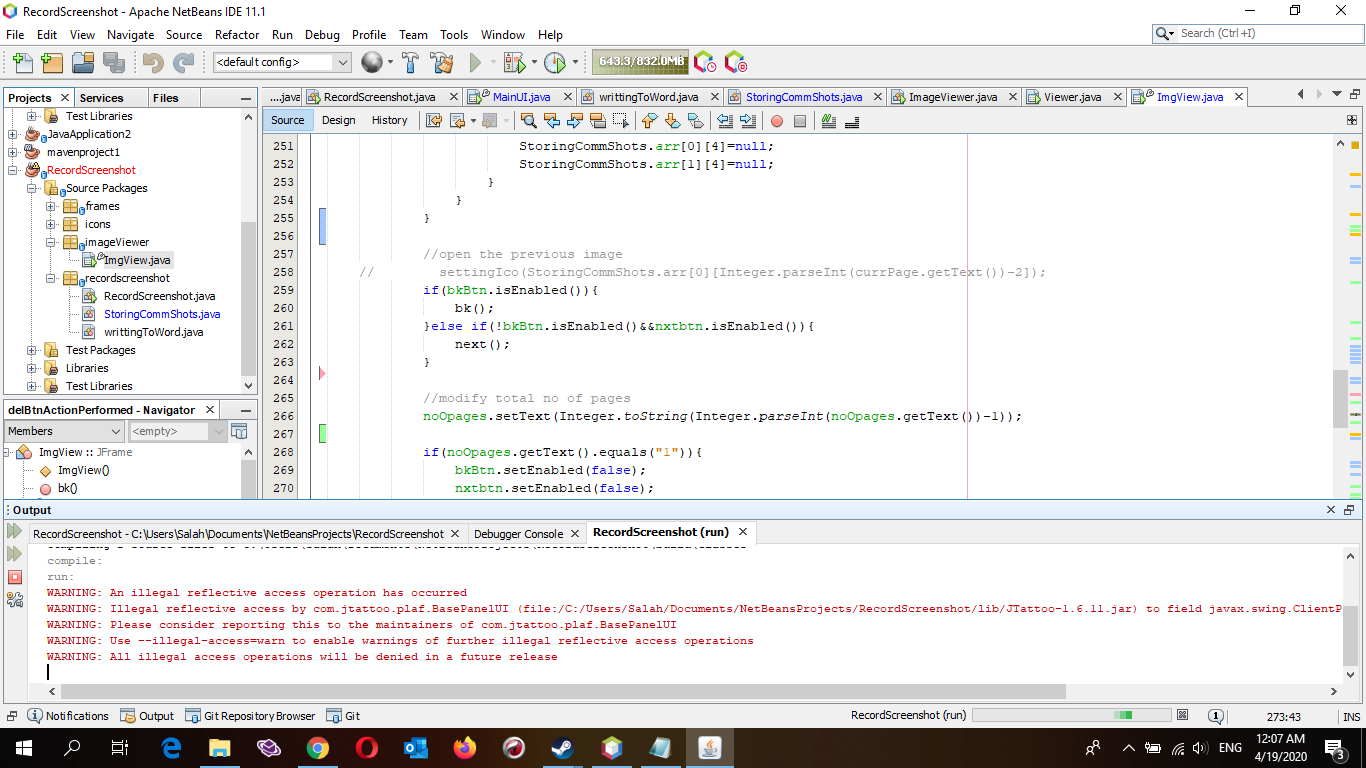 RecordScreenshot - Apache NetBeans IDE 11.1
File Edit View Navigate Source Refactor Run Debug Profile Team Tools Window Help
Search (Ctrl+I)
<default config>
643.3/832.0MB
Projects Services Files
Test Libraries
JavaApplication2
mavenproject1
RecordScreenshot
Source Packages
frames
icons
imageViewer
ImgView.java
recordscreenshot
RecordScreenshot.java
StoringCommShots.java
writtingToWord.java
Test Packages
Libraries
Test Libraries
delBtnActionPerformed - Navigator
Members
<empty>
ImgView :: JFrame
ImgView()
bk()
....java RecordScreenshot.java MainUI.java writtingToWord.java StoringCommShots.java ImageViewer.java Viewer.java ImgView.java
Source Design History
251 StoringCommShots.arr[0][4]=null;
252 StoringCommShots.arr[1][4]=null;
253 }
254 }
255 }
256
257 //open the previous image
258 // settingIco(StoringCommShots.arr[0][Integer.parseInt(currPage.getText())-2]);
259 if(bkBtn.isEnabled()){
260 bk();
261 }else if(!bkBtn.isEnabled()&&nxtbtn.isEnabled()){
262 next();
263 }
264
265 //modify total no of pages
266 noOpages.setText(Integer.toString(Integer.parseInt(noOpages.getText())-1));
267
268 if(noOpages.getText().equals("1")){
269 bkBtn.setEnabled(false);
270 nxtbtn.setEnabled(false);
Output
RecordScreenshot - C:\Users\Salah\Documents\NetBeansProjects\RecordScreenshot Debugger Console RecordScreenshot (run)
compile:
run:
WARNING: An illegal reflective access operation has occurred
WARNING: Illegal reflective access by com.jtattoo.plaf.BasePanelUI (file:/C:/Users/Salah/Documents/NetBeansProjects/RecordScreenshot/lib/JTattoo-1.6.11.jar) to field javax.swing.ClientP
WARNING: Please consider reporting this to the maintainers of com.jtattoo.plaf.BasePanelUI
WARNING: Use --illegal-access=warn to enable warnings of further illegal reflective access operations
WARNING: All illegal access operations will be denied in a future release
Notifications Output Git Repository Browser Git
RecordScreenshot (run)
1
273:43 INS
ENG
12:07 AM
4/19/2020
3